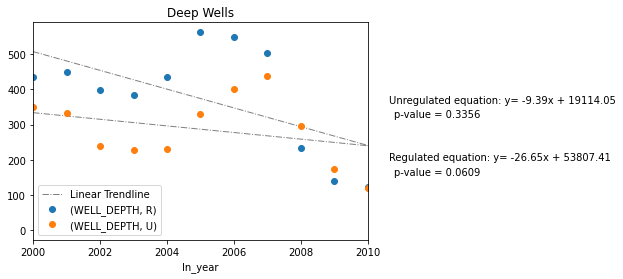 Deep Wells
500
400
300
200
100
0
Linear Trendline
(WELL_DEPTH, R)
(WELL_DEPTH, U)
2000
2002
2004
2006
2008
2010
In_year
Unregulated equation: y= -9.39x + 19114.05
p-value = 0.3356
Regulated equation: y= -26.65x + 53807.41
p-value = 0.0609